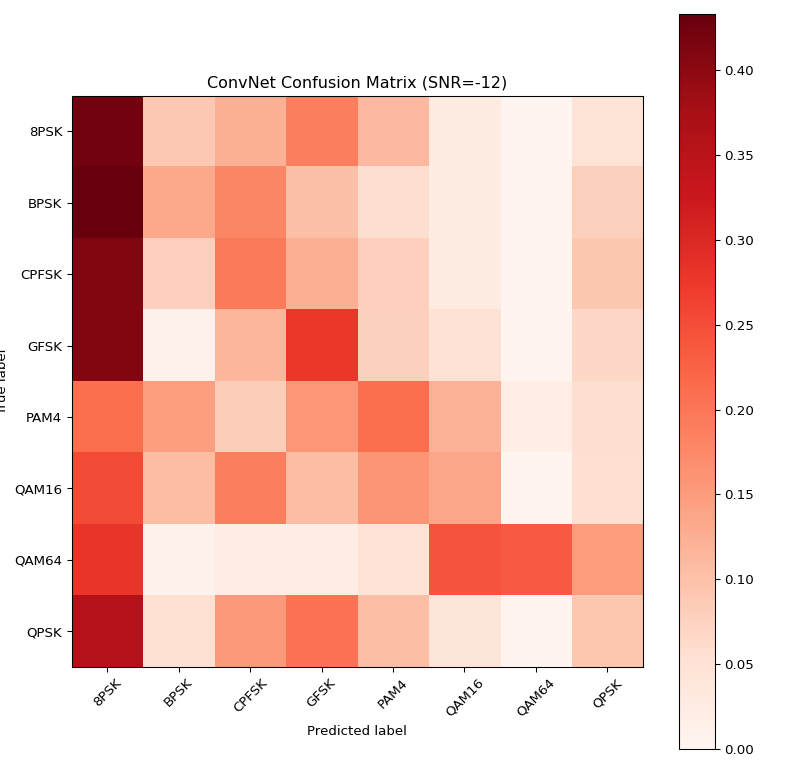 ConvNet Confusion Matrix (SNR=-12)
8PSK
BPSK
CPFSK
GFSK
PAM4
QAM16
QAM64
QPSK
8PSK
BPSK
CPFSK
GFSK
PAM4
QAM16
QAM64
QPSK
Predicted label
0.40
0.35
0.30
0.25
0.20
0.15
0.10
0.05
0.00